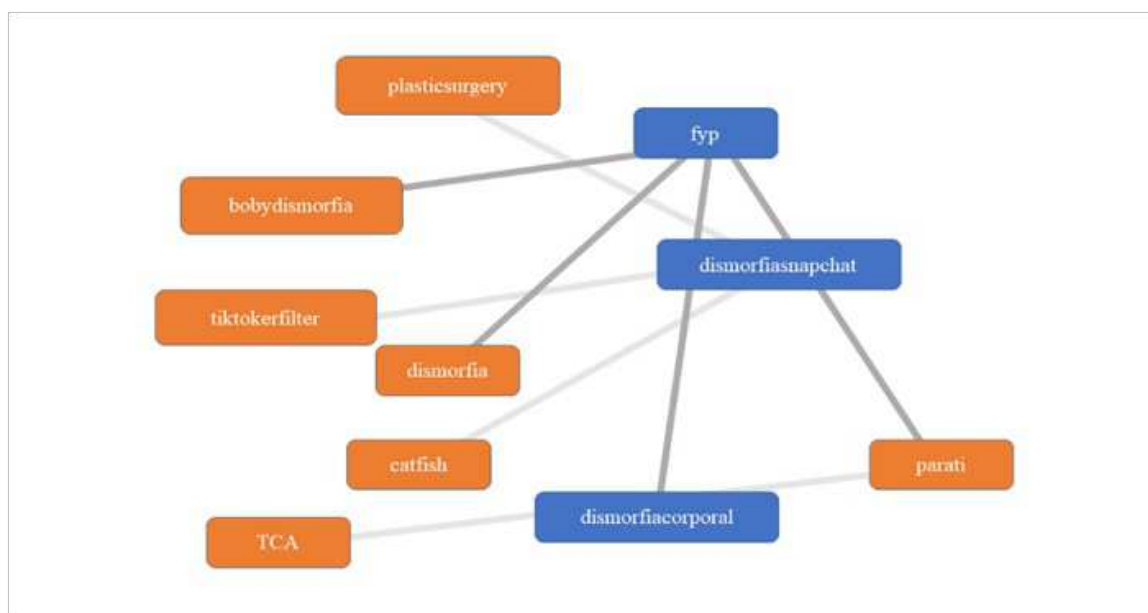 plasticsurgery
fyp
bobydismorfia
dismorfiasnapchat
tiktokerfilter
dismorfia
catfish
parati
dismorfiacorporal
TCA